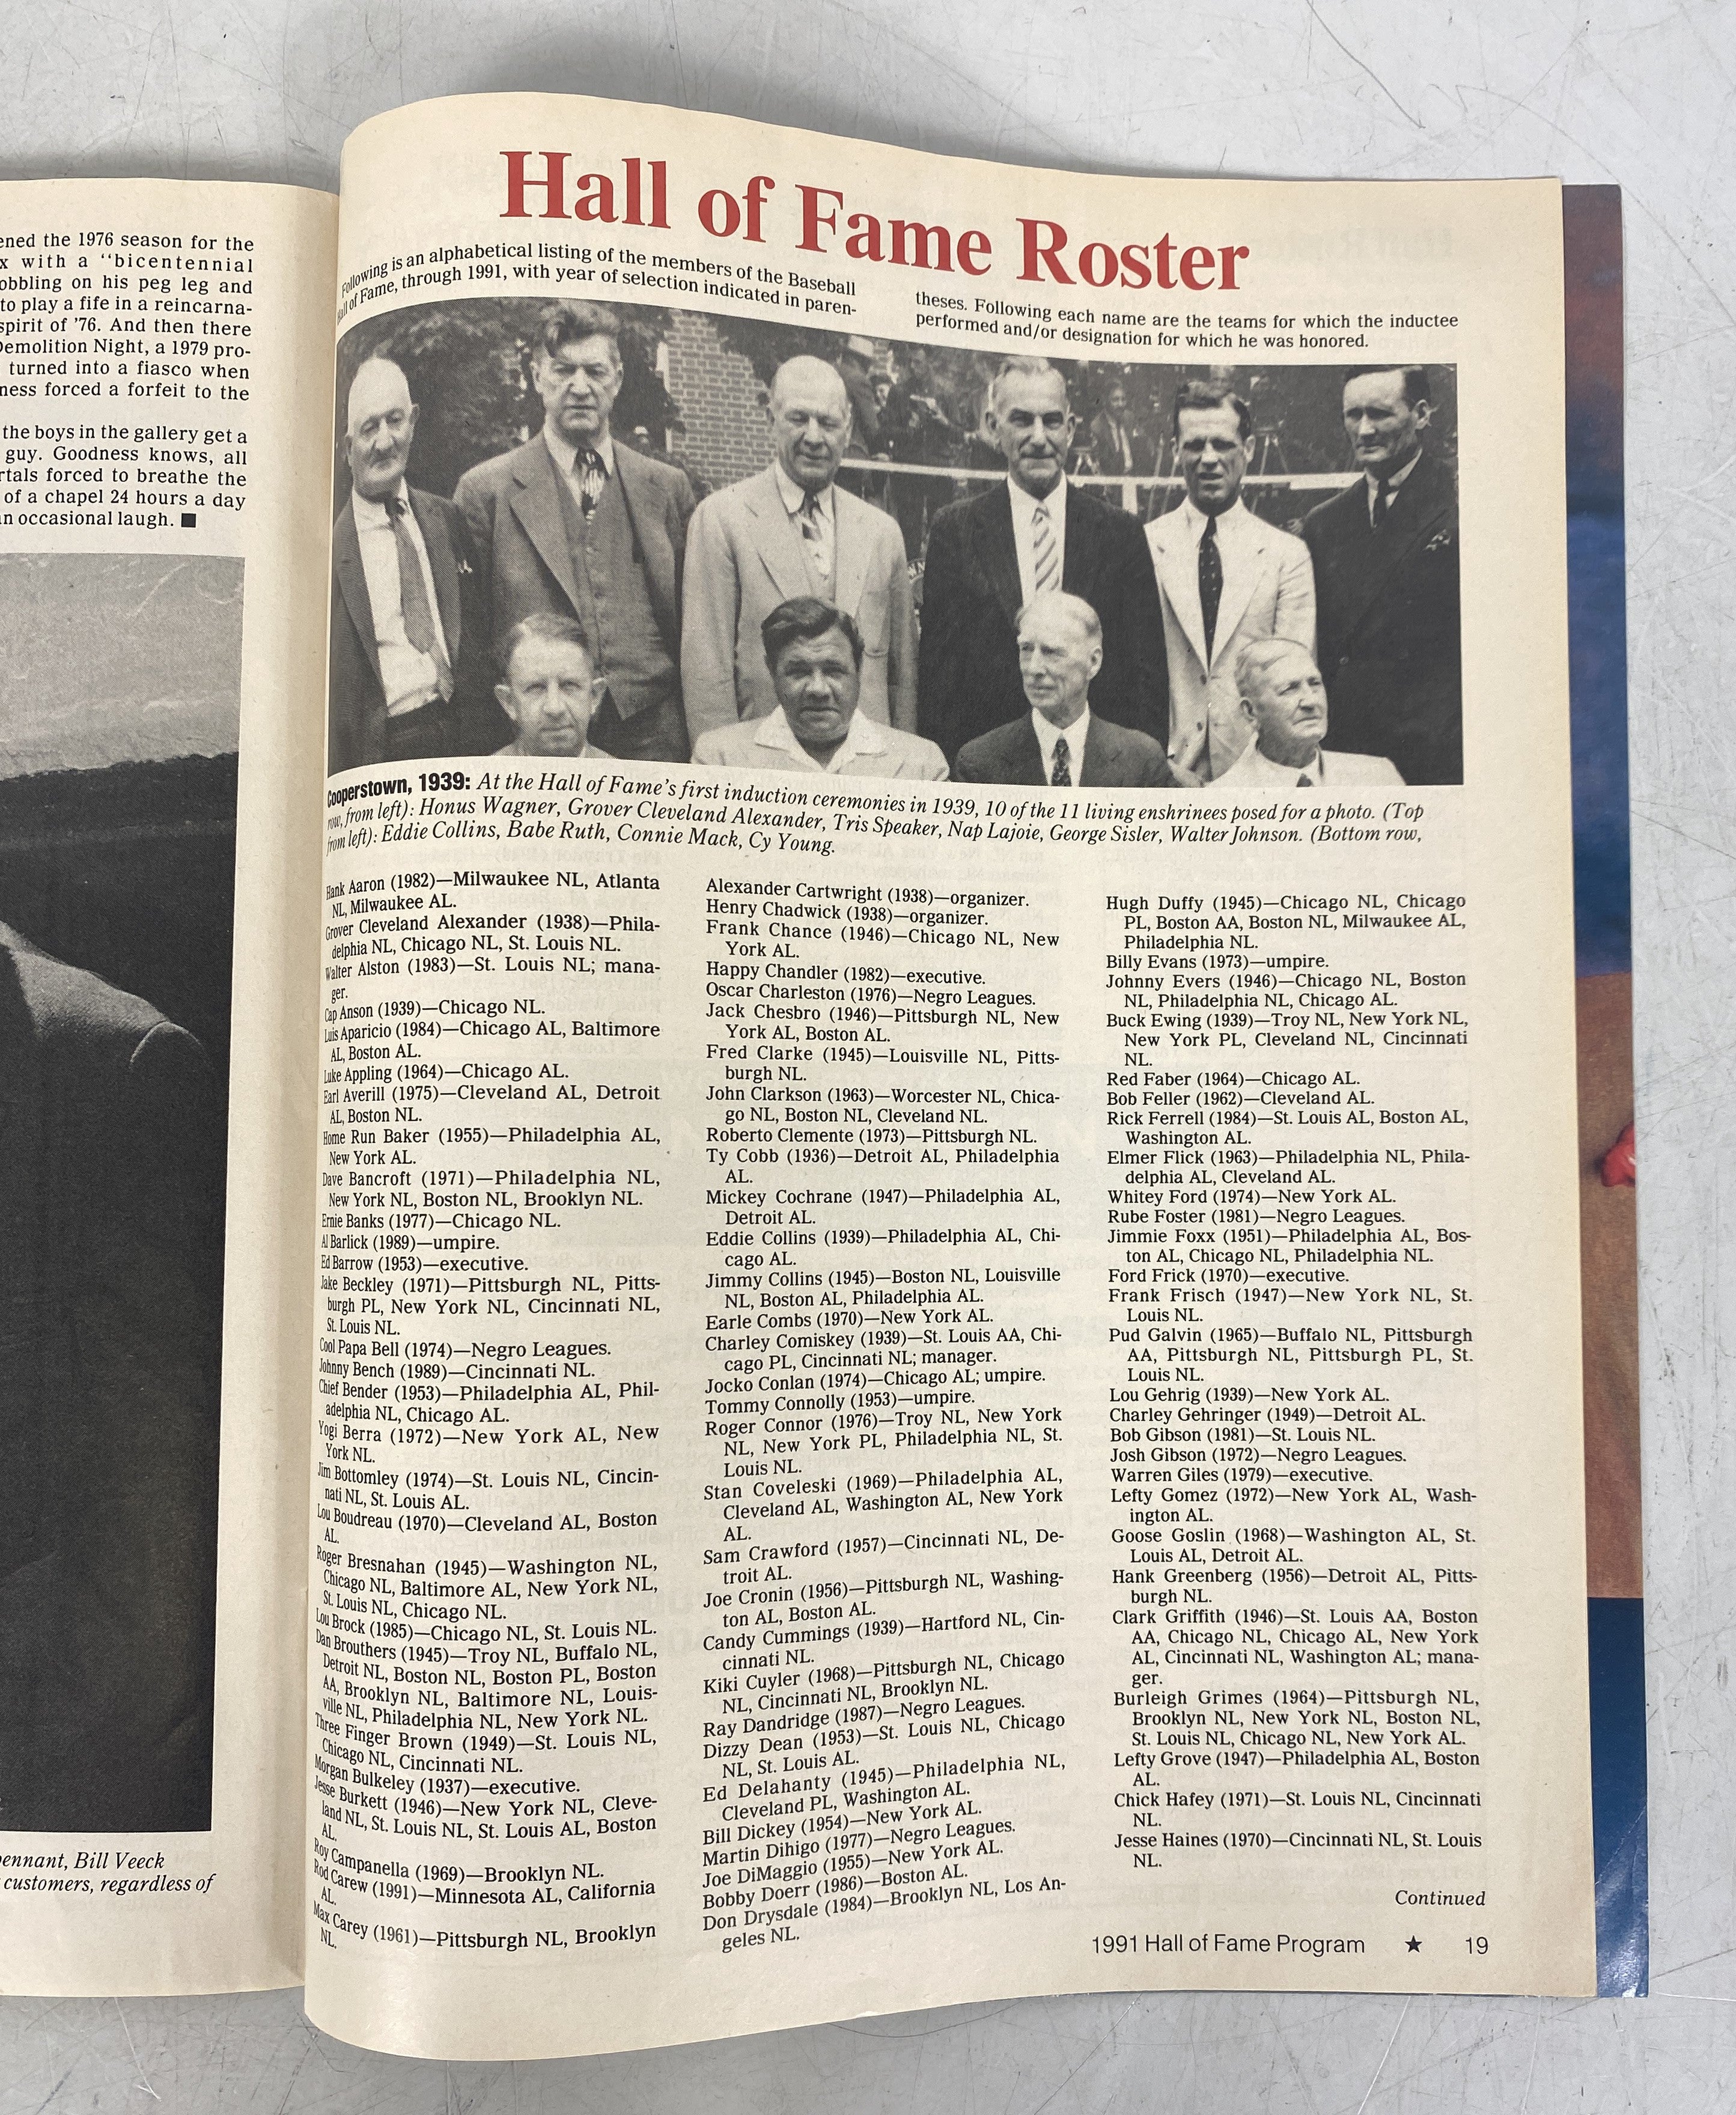 ened the 1976 season for the
x with a "bicentennial
obbling on his peg leg and
to play a fife in a reincarna-
spirit of '76. And then there
Demolition Night, a 1979 pro-
turned into a fiasco when
ness forced a forfeit to the
the boys in the gallery get a
guy. Goodness knows, all
rtals forced to breathe the
of a chapel 24 hours a day
n occasional laugh. ■
ennant, Bill Veeck
customers, regardless of
Hall of Fame Roster
Following is an alphabetical listing of the members of the Baseball
Hall of Fame, through 1991, with year of selection indicated in paren-
theses. Following each name are the teams for which the inductee
performed and/or designation for which he was honored.
Cooperstown, 1939: At the Hall of Fame's first induction ceremonies in 1939, 10 of the 11 living enshrinees posed for a photo. (Top
row, from left): Honus Wagner, Grover Cleveland Alexander, Tris Speaker, Nap Lajoie, George Sisler, Walter Johnson. (Bottom row,
from left): Eddie Collins, Babe Ruth, Connie Mack, Cy Young.
Hank Aaron (1982)—Milwaukee NL, Atlanta
NL, Milwaukee AL.
Grover Cleveland Alexander (1938)—Phila-
delphia NL, Chicago NL, St. Louis NL.
Walter Alston (1983)—St. Louis NL; mana-
ger.
Cap Anson (1939)—Chicago NL.
Luis Aparicio (1984)—Chicago AL, Baltimore
AL, Boston AL.
Luke Appling (1964)—Chicago AL.
Earl Averill (1975)—Cleveland AL, Detroit
AL, Boston NL.
Home Run Baker (1955)—Philadelphia AL,
New York AL.
Dave Bancroft (1971)—Philadelphia NL,
New York NL, Boston NL, Brooklyn NL.
Ernie Banks (1977)—Chicago NL.
Al Barlick (1989)—umpire.
Ed Barrow (1953)—executive.
Jake Beckley (1971)—Pittsburgh NL, Pitts-
burgh PL, New York NL, Cincinnati NL,
St. Louis NL.
Cool Papa Bell (1974)—Negro Leagues.
Johnny Bench (1989)—Cincinnati NL.
Chief Bender (1953)—Philadelphia AL, Phil-
adelphia NL, Chicago AL.
Yogi Berra (1972)—New York AL, New
York NL.
Jim Bottomley (1974)—St. Louis NL, Cincin-
nati NL, St. Louis AL.
Lou Boudreau (1970)—Cleveland AL, Boston
AL.
Roger Bresnahan (1945)—Washington NL,
Chicago NL, Baltimore AL, New York NL,
St. Louis NL, Chicago NL.
Lou Brock (1985)—Chicago NL, St. Louis NL.
Dan Brouthers (1945)—Troy NL, Buffalo NL,
Detroit NL, Boston NL, Boston PL, Boston
AA, Brooklyn NL, Baltimore NL, Louis-
ville NL, Philadelphia NL, New York NL.
Three Finger Brown (1949)—St. Louis NL,
Chicago NL, Cincinnati NL.
Morgan Bulkeley (1937)—executive.
Jesse Burkett (1946)—New York NL, Cleve-
land NL, St. Louis NL, St. Louis AL, Boston
AL.
Roy Campanella (1969)—Brooklyn NL.
Rod Carew (1991)—Minnesota AL, California
AL.
Max Carey (1961)—Pittsburgh NL, Brooklyn
NL.
Alexander Cartwright (1938)—organizer.
Henry Chadwick (1938)—organizer.
Frank Chance (1946)—Chicago NL, New
York AL.
Happy Chandler (1982)—executive.
Oscar Charleston (1976)—Negro Leagues.
Jack Chesbro (1946)—Pittsburgh NL, New
York AL, Boston AL.
Fred Clarke (1945)—Louisville NL, Pitts-
burgh NL.
John Clarkson (1963)—Worcester NL, Chica-
go NL, Boston NL, Cleveland NL.
Roberto Clemente (1973)—Pittsburgh NL.
Ty Cobb (1936)—Detroit AL, Philadelphia
AL.
Mickey Cochrane (1947)—Philadelphia AL,
Detroit AL.
Eddie Collins (1939)—Philadelphia AL, Chi-
cago AL.
Jimmy Collins (1945)—Boston NL, Louisville
NL, Boston AL, Philadelphia AL.
Earle Combs (1970)—New York AL.
Charley Comiskey (1939)—St. Louis AA, Chi-
cago PL, Cincinnati NL; manager.
Jocko Conlan (1974)—Chicago AL; umpire.
Tommy Connolly (1953)—umpire.
Roger Connor (1976)—Troy NL, New York
NL, New York PL, Philadelphia NL, St.
Louis NL.
Stan Coveleski (1969)—Philadelphia AL,
Cleveland AL, Washington AL, New York
AL.
Sam Crawford (1957)—Cincinnati NL, De-
troit AL.
Joe Cronin (1956)—Pittsburgh NL, Washing-
ton AL, Boston AL.
Candy Cummings (1939)—Hartford NL, Cin-
cinnati NL.
Kiki Cuyler (1968)—Pittsburgh NL, Chicago
NL, Cincinnati NL, Brooklyn NL.
Ray Dandridge (1987)—Negro Leagues.
Dizzy Dean (1953)—St. Louis NL, Chicago
NL, St. Louis AL.
Ed Delahanty (1945)—Philadelphia NL,
Cleveland PL, Washington AL.
Bill Dickey (1954)—New York AL.
Martin Dihigo (1977)—Negro Leagues.
Joe DiMaggio (1955)—New York AL.
Bobby Doerr (1986)—Boston AL.
Don Drysdale (1984)—Brooklyn NL, Los An-
geles NL.
Hugh Duffy (1945)—Chicago NL, Chicago
PL, Boston AA, Boston NL, Milwaukee AL,
Philadelphia NL.
Billy Evans (1973)—umpire.
Johnny Evers (1946)—Chicago NL, Boston
NL, Philadelphia NL, Chicago AL.
Buck Ewing (1939)—Troy NL, New York NL,
New York PL, Cleveland NL, Cincinnati
NL.
Red Faber (1964)—Chicago AL.
Bob Feller (1962)—Cleveland AL.
Rick Ferrell (1984)—St. Louis AL, Boston AL,
Washington AL.
Elmer Flick (1963)—Philadelphia NL, Phila-
delphia AL, Cleveland AL.
Whitey Ford (1974)—New York AL.
Rube Foster (1981)—Negro Leagues.
Jimmie Foxx (1951)—Philadelphia AL, Bos-
ton AL, Chicago NL, Philadelphia NL.
Ford Frick (1970)—executive.
Frank Frisch (1947)—New York NL, St.
Louis NL.
Pud Galvin (1965)—Buffalo NL, Pittsburgh
AA, Pittsburgh NL, Pittsburgh PL, St.
Louis NL.
Lou Gehrig (1939)—New York AL.
Charley Gehringer (1949)—Detroit AL.
Bob Gibson (1981)—St. Louis NL.
Josh Gibson (1972)—Negro Leagues.
Warren Giles (1979)—executive.
Lefty Gomez (1972)—New York AL, Wash-
ington AL.
Goose Goslin (1968)—Washington AL, St.
Louis AL, Detroit AL.
Hank Greenberg (1956)—Detroit AL, Pitts-
burgh NL.
Clark Griffith (1946)—St. Louis AA, Boston
AA, Chicago NL, Chicago AL, New York
AL, Cincinnati NL, Washington AL; mana-
ger.
Burleigh Grimes (1964)—Pittsburgh NL,
Brooklyn NL, New York NL, Boston NL,
St. Louis NL, Chicago NL, New York AL.
Lefty Grove (1947)—Philadelphia AL, Boston
AL.
Chick Hafey (1971)—St. Louis NL, Cincinnati
NL.
Jesse Haines (1970)—Cincinnati NL, St. Louis
NL.
Continued
1991 Hall of Fame Program ★ 19